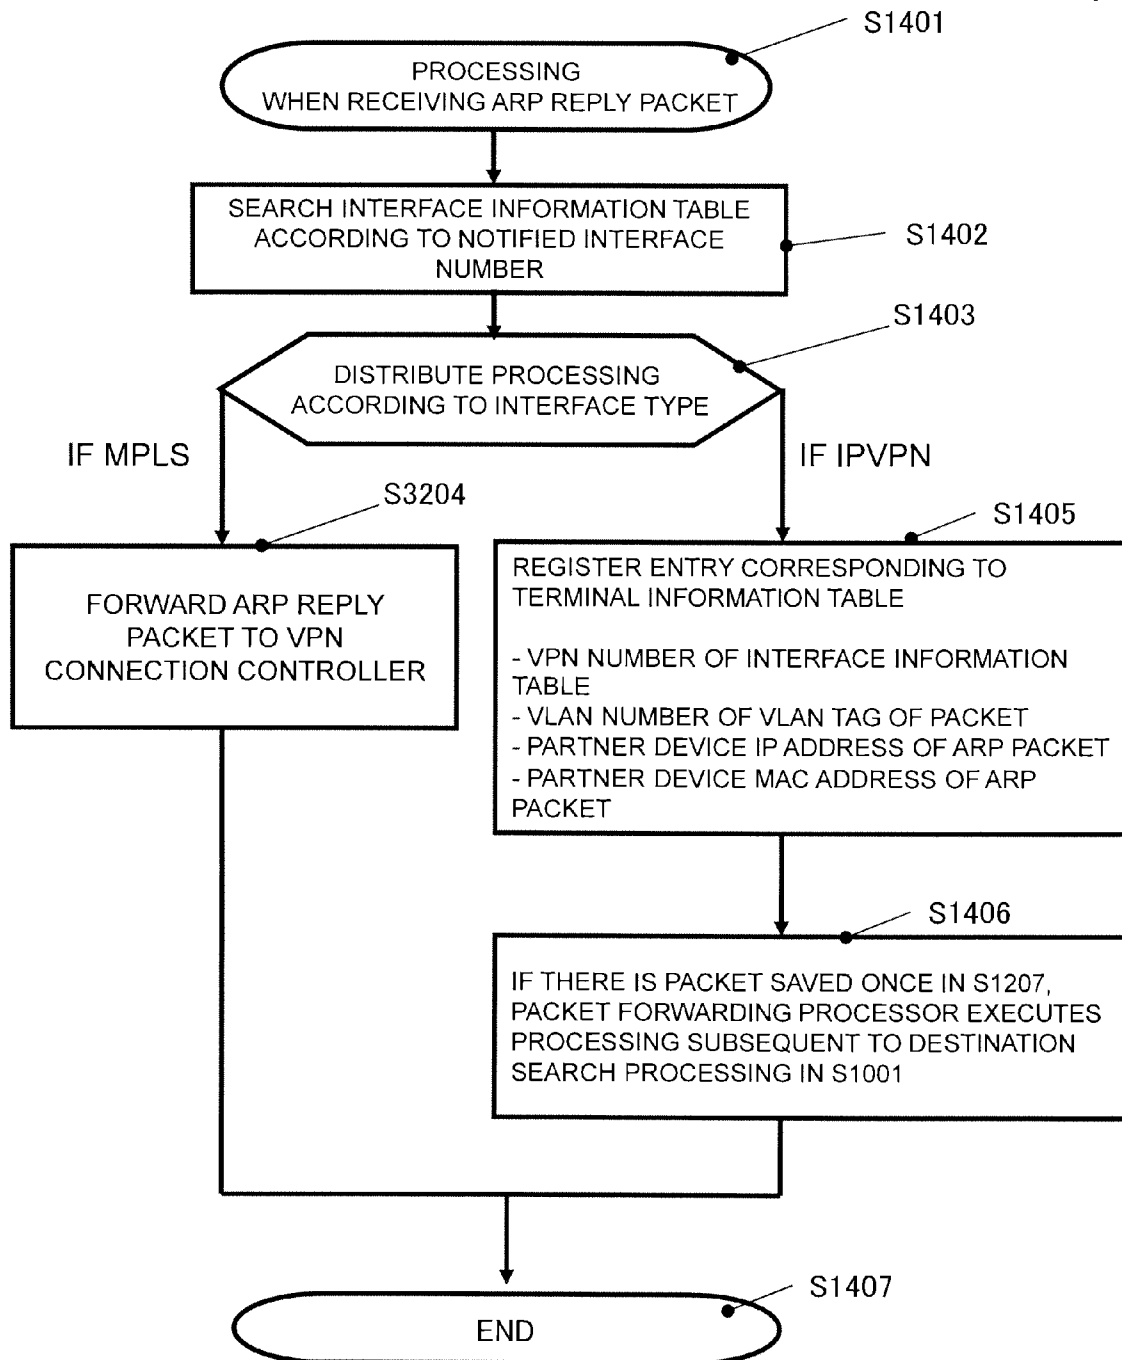 S1401
PROCESSING
WHEN RECEIVING ARP REPLY PACKET
SEARCH INTERFACE INFORMATION TABLE
ACCORDING TO NOTIFIED INTERFACE
NUMBER
S1402
S1403
DISTRIBUTE PROCESSING
ACCORDING TO INTERFACE TYPE
IF MPLS
IF IPVPN
S3204
S1405
FORWARD ARP REPLY
PACKET TO VPN
CONNECTION CONTROLLER
REGISTER ENTRY CORRESPONDING TO
TERMINAL INFORMATION TABLE
- VPN NUMBER OF INTERFACE INFORMATION
TABLE
- VLAN NUMBER OF VLAN TAG OF PACKET
- PARTNER DEVICE IP ADDRESS OF ARP PACKET
- PARTNER DEVICE MAC ADDRESS OF ARP
PACKET
S1406
IF THERE IS PACKET SAVED ONCE IN S1207,
PACKET FORWARDING PROCESSOR EXECUTES
PROCESSING SUBSEQUENT TO DESTINATION
SEARCH PROCESSING IN S1001
S1407
END